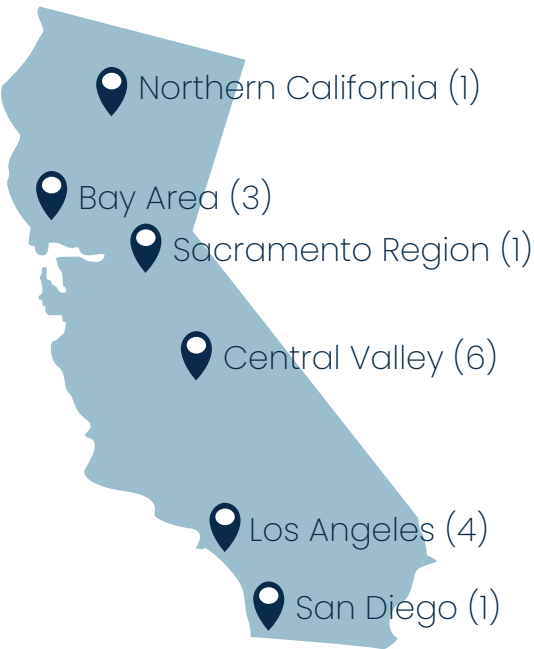 Northern California (1)
Bay Area (3)
Sacramento Region (1)
Central Valley (6)
Los Angeles (4)
San Diego (1)